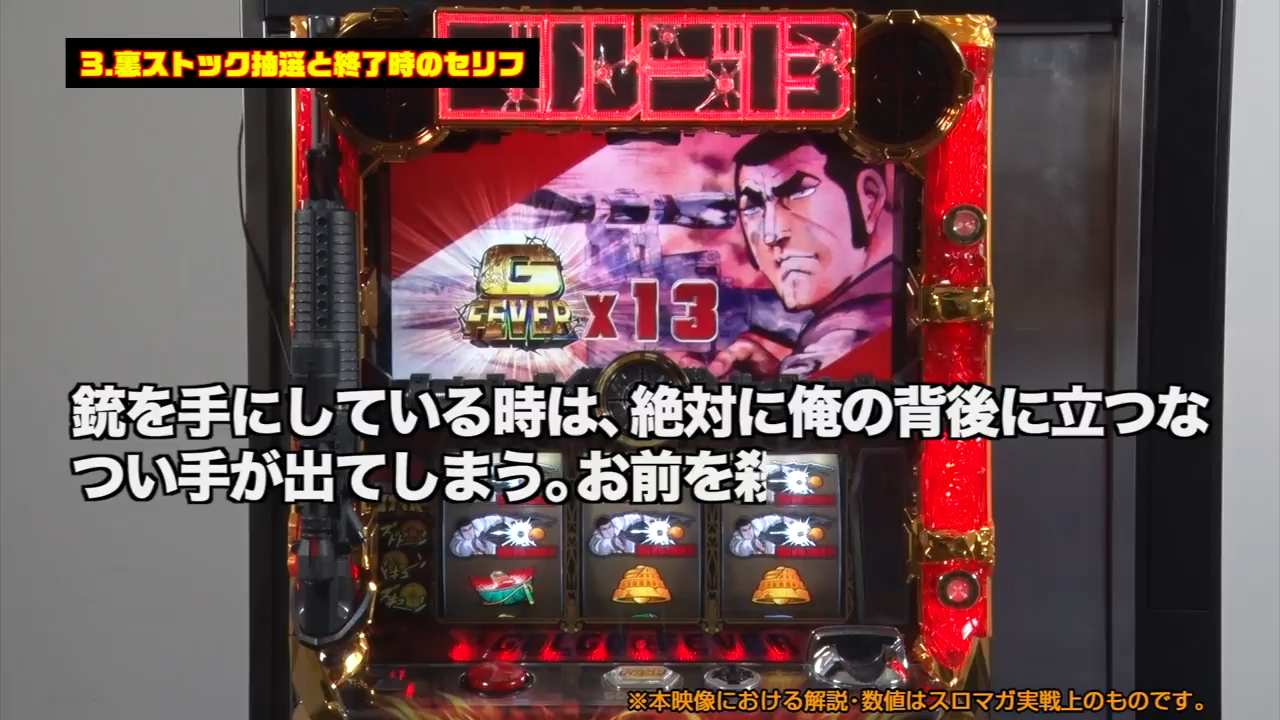 3.裏ストック抽選と終了時のセリフ
ゴルゴ13
G
FEVER x13
銃を手にしている時は、絶対に俺の背後に立つな
つい手が出てしまう。お前を殺
※本映像における解説・数値はスロマガ実戦上のものです。